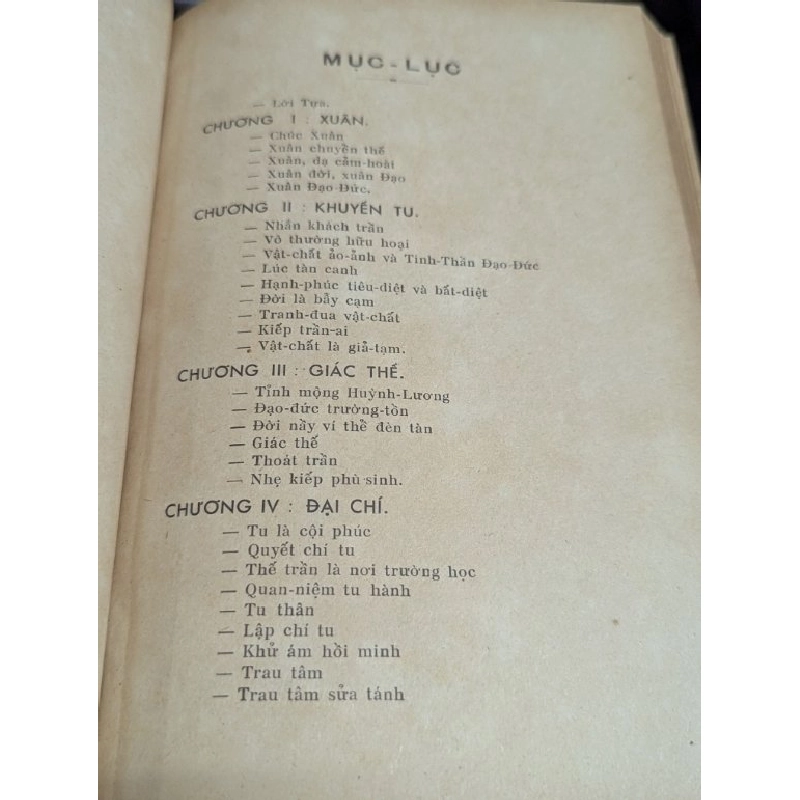 MỤC-LỤC
— Lời Tựa.
CHƯƠNG I : XUÂN.
— Chúc Xuân
— Xuân chuyển thế
— Xuân, dạ cảm-hoài
— Xuân đời, xuân Đạo
— Xuân Đạo-Đức.
CHƯƠNG II : KHUYẾN TU.
— Nhắn khách trần
— Vô thường hữu hoại
— Vật-chất ảo-ảnh và Tinh-Thần Đạo-Đức
— Lúc tàn canh
— Hạnh-phúc tiêu-diệt và bất-diệt
— Đời là bẫy cạm
— Tranh-đua vật-chất
— Kiếp trần-ai
— Vật-chất là giả-tạm.
CHƯƠNG III : GIÁC THẾ.
— Tỉnh mộng Huỳnh-Lương
— Đạo-đức trường-tồn
— Đời nầy ví thể đèn tàn
— Giác thế
— Thoát trần
— Nhẹ kiếp phù-sinh.
CHƯƠNG IV : ĐẠI CHÍ.
— Tu là cội phúc
— Quyết chí tu
— Thế trần là nơi trường học
— Quan-niệm tu hành
— Tu thân
— Lập chí tu
— Khử ám hồi minh
— Trau tâm
— Trau tâm sửa tánh